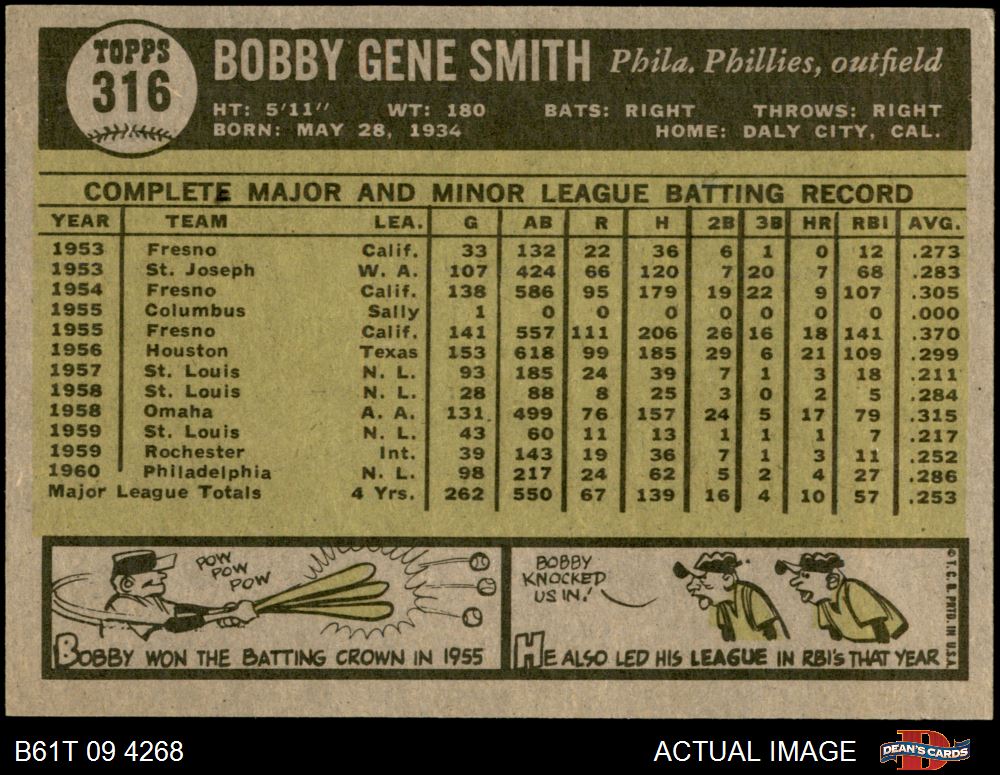 TOPPS
316
BOBBY GENE SMITH Phila. Phillies, outfield
HT: 5'11" WT: 180 BATS: RIGHT THROWS: RIGHT
BORN: MAY 28, 1934 HOME: DALY CITY, CAL.
COMPLETE MAJOR AND MINOR LEAGUE BATTING RECORD
YEAR TEAM LEA. G AB R H 2B 3B HR RBI AVG.
1953 Fresno Calif. 33 132 22 36 6 1 0 12 .273
1953 St. Joseph W. A. 107 424 66 120 7 20 7 68 .283
1954 Fresno Calif. 138 586 95 179 19 22 9 107 .305
1955 Columbus Sally 1 0 0 0 0 0 0 0 .000
1955 Fresno Calif. 141 557 111 206 26 16 18 141 .370
1956 Houston Texas 153 618 99 185 29 6 21 109 .299
1957 St. Louis N. L. 93 185 24 39 7 1 3 18 .211
1958 St. Louis N. L. 28 88 8 25 3 0 2 5 .284
1958 Omaha A. A. 131 499 76 157 24 5 17 79 .315
1959 St. Louis N. L. 43 60 11 13 1 1 1 7 .217
1959 Rochester Int. 39 143 19 36 7 1 3 11 .252
1960 Philadelphia N. L. 98 217 24 62 5 2 4 27 .286
Major League Totals 4 Yrs. 262 550 67 139 16 4 10 57 .253
POW
POW
POW
BOBBY WON THE BATTING CROWN IN 1955
BOBBY
KNOCKED
US IN!
HE ALSO LED HIS LEAGUE IN RBI'S THAT YEAR
© T. C. G. PRTD. IN U.S.A.
B61T 09 4268 ACTUAL IMAGE DEAN'S CARDS